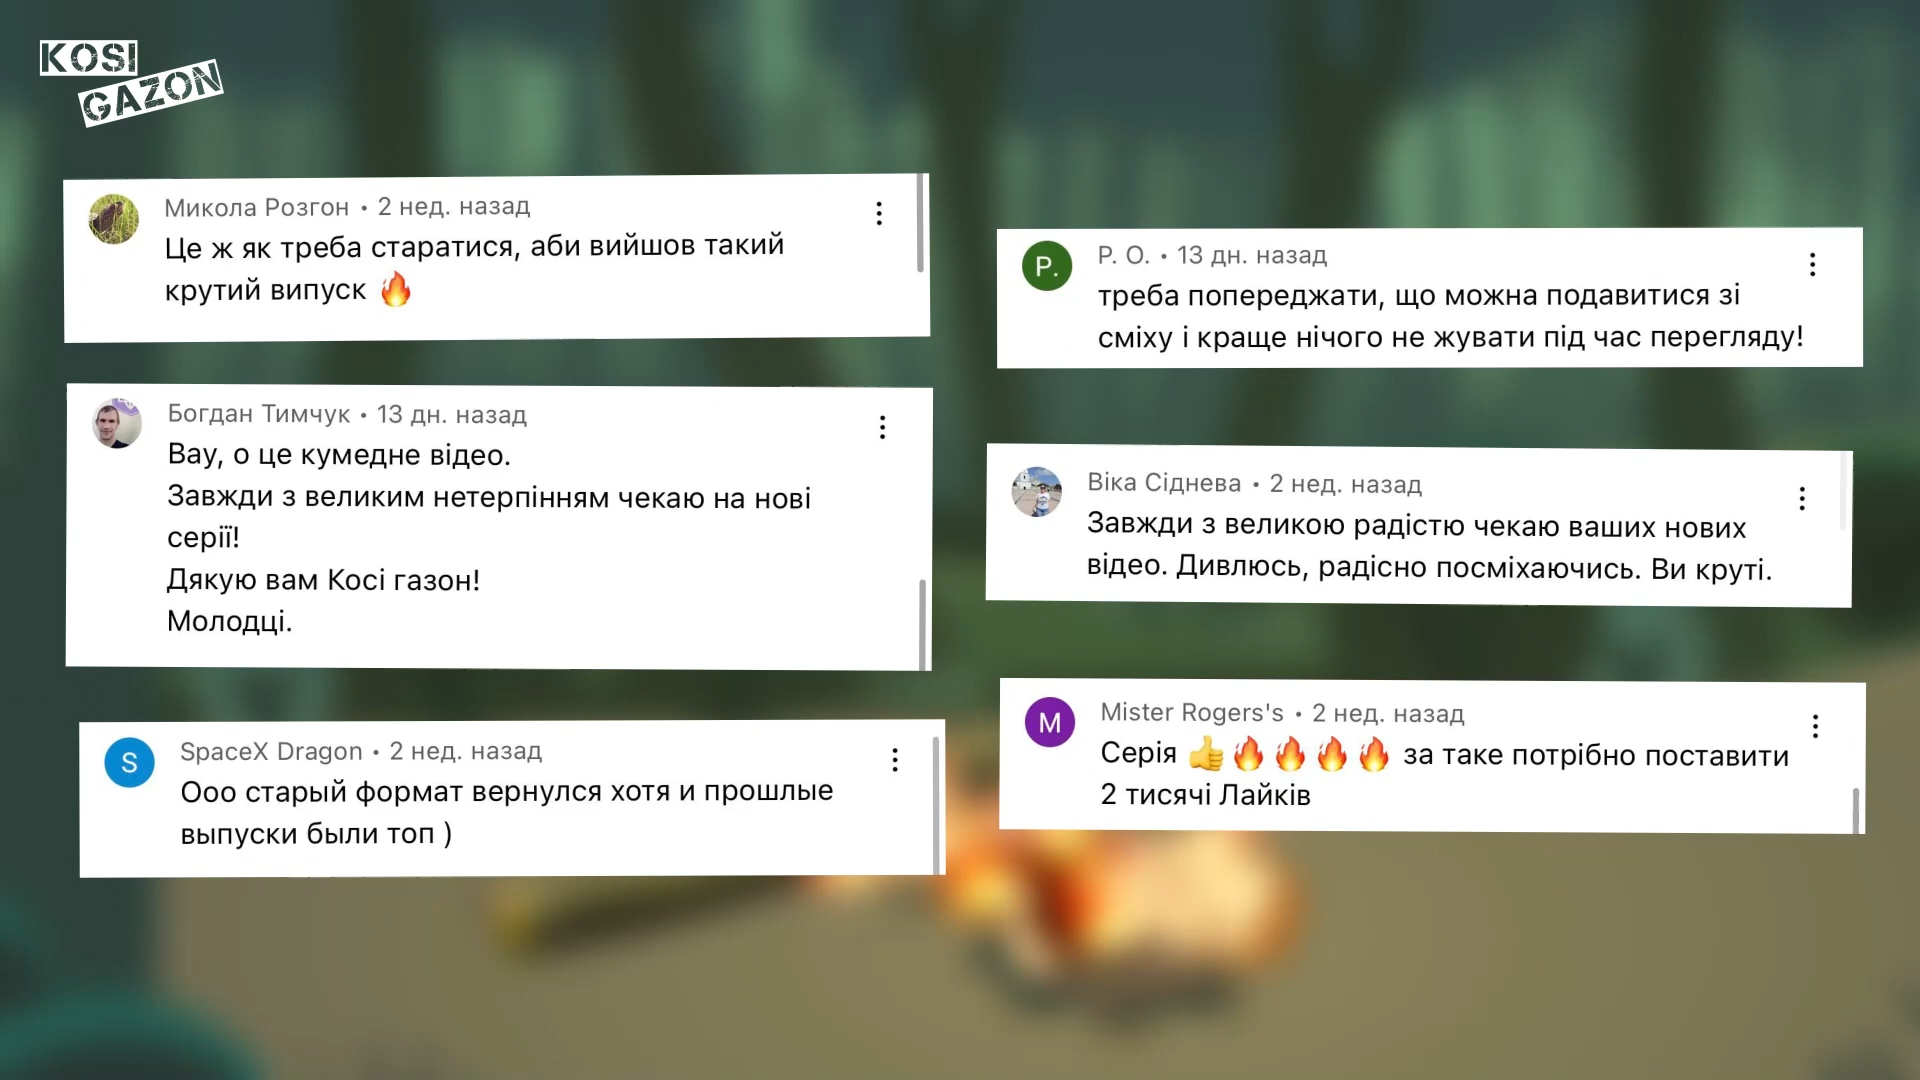 KOSI
GAZON
Микола Розгон • 2 нед. назад
Це ж як треба старатися, аби вийшов такий
крутий випуск 🔥
Богдан Тимчук • 13 дн. назад
Вау, о це кумедне відео.
Завжди з великим нетерпінням чекаю на нові
серії!
Дякую вам Косі газон!
Молодці.
S
SpaceX Dragon • 2 нед. назад
Ооо старый формат вернулся хотя и прошлые
выпуски были топ )
P.
P. O. • 13 дн. назад
треба попереджати, що можна подавитися зі
сміху і краще нічого не жувати під час перегляду!
Віка Сіднева • 2 нед. назад
Завжди з великою радістю чекаю ваших нових
відео. Дивлюсь, радісно посміхаючись. Ви круті.
M
Mister Rogers's • 2 нед. назад
Серія 👍🔥🔥🔥🔥 за таке потрібно поставити
2 тисячі Лайків